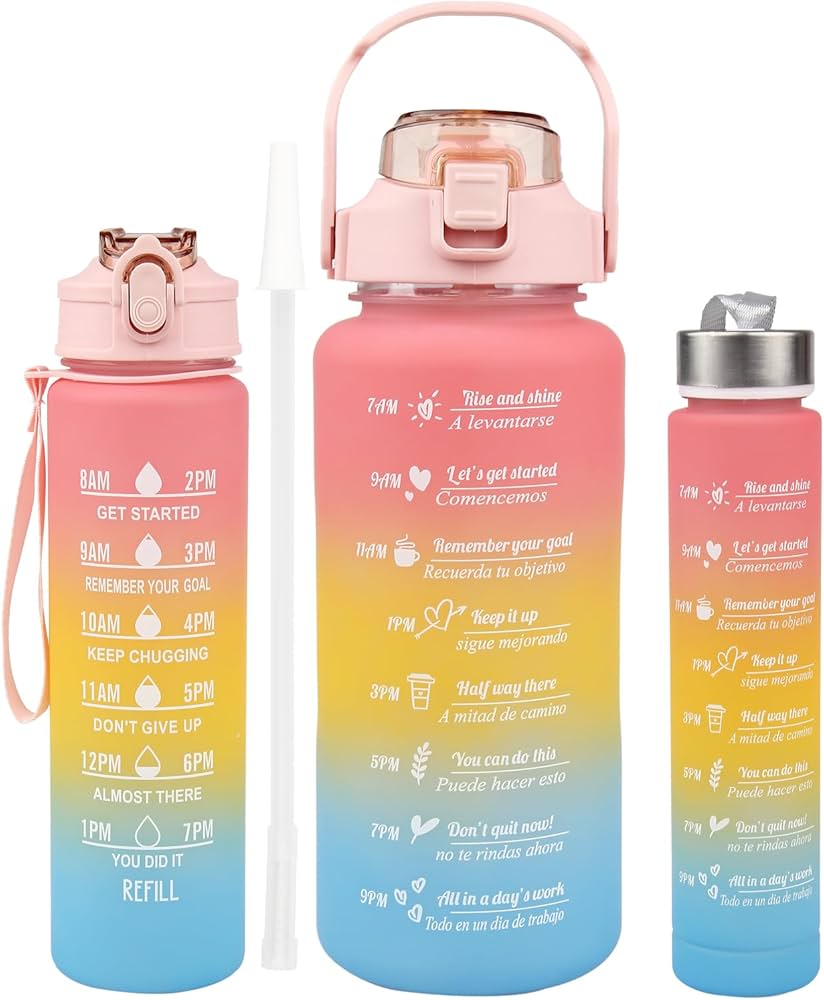 8AM 2PM
GET STARTED
9AM 3PM
REMEMBER YOUR GOAL
10AM 4PM
KEEP CHUGGING
11AM 5PM
DON'T GIVE UP
12PM 6PM
ALMOST THERE
1PM 7PM
YOU DID IT
REFILL
7AM Rise and shine
A levantarse
9AM Let's get started
Comencemos
11AM Remember your goal
Recuerda tu objetivo
1PM Keep it up
sigue mejorando
3PM Half way there
A mitad de camino
5PM You can do this
Puede hacer esto
7PM Don't quit now!
no te rindas ahora
9PM All in a day's work
Todo en un dia de trabajo
7AM Rise and shine
A levantarse
9AM Let's get started
Comencemos
11AM Remember your goal
Recuerda tu objetivo
1PM Keep it up
sigue mejorando
3PM Half way there
A mitad de camino
5PM You can do this
Puede hacer esto
7PM Don't quit now!
no te rindas ahora
9PM All in a day's work
Todo en un dia de trabajo